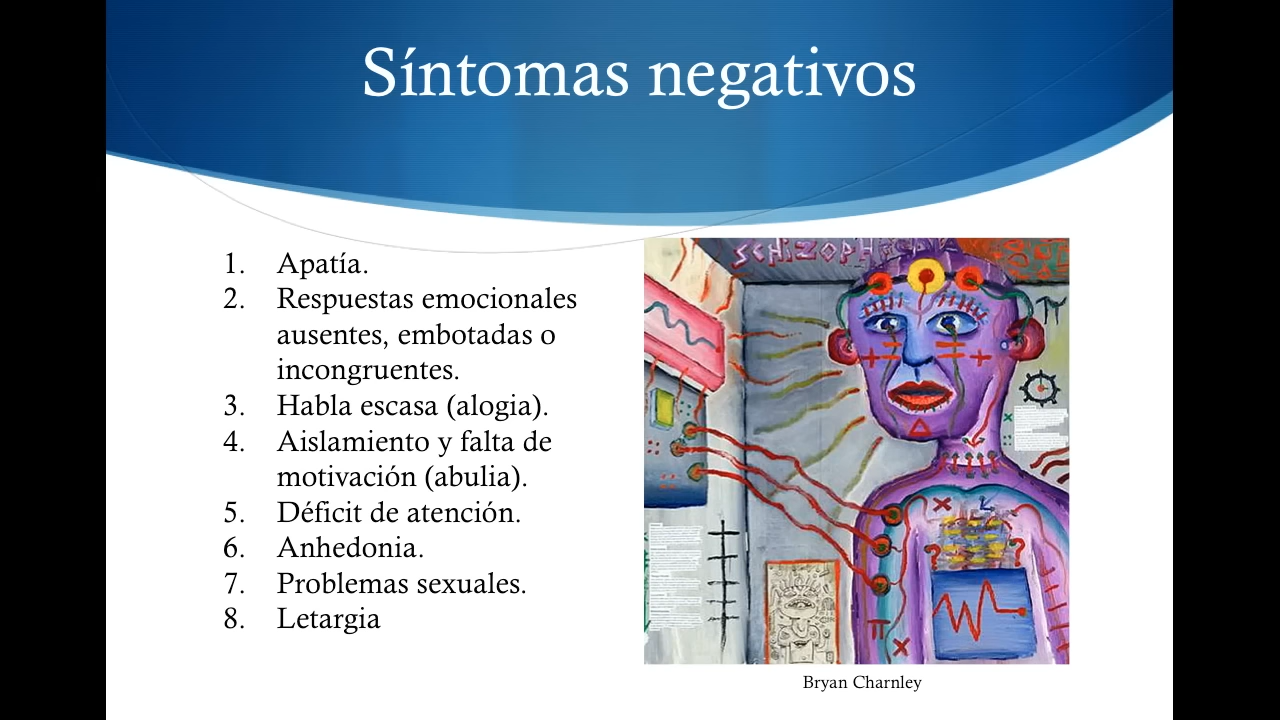 Síntomas negativos
1. Apatía.
2. Respuestas emocionales
ausentes, embotadas o
incongruentes.
3. Habla escasa (alogia).
4. Aislamiento y falta de
motivación (abulia).
5. Déficit de atención.
6. Anhedonia.
7. Problemas sexuales.
8. Letargia
SCHIZOPH
Bryan Charnley